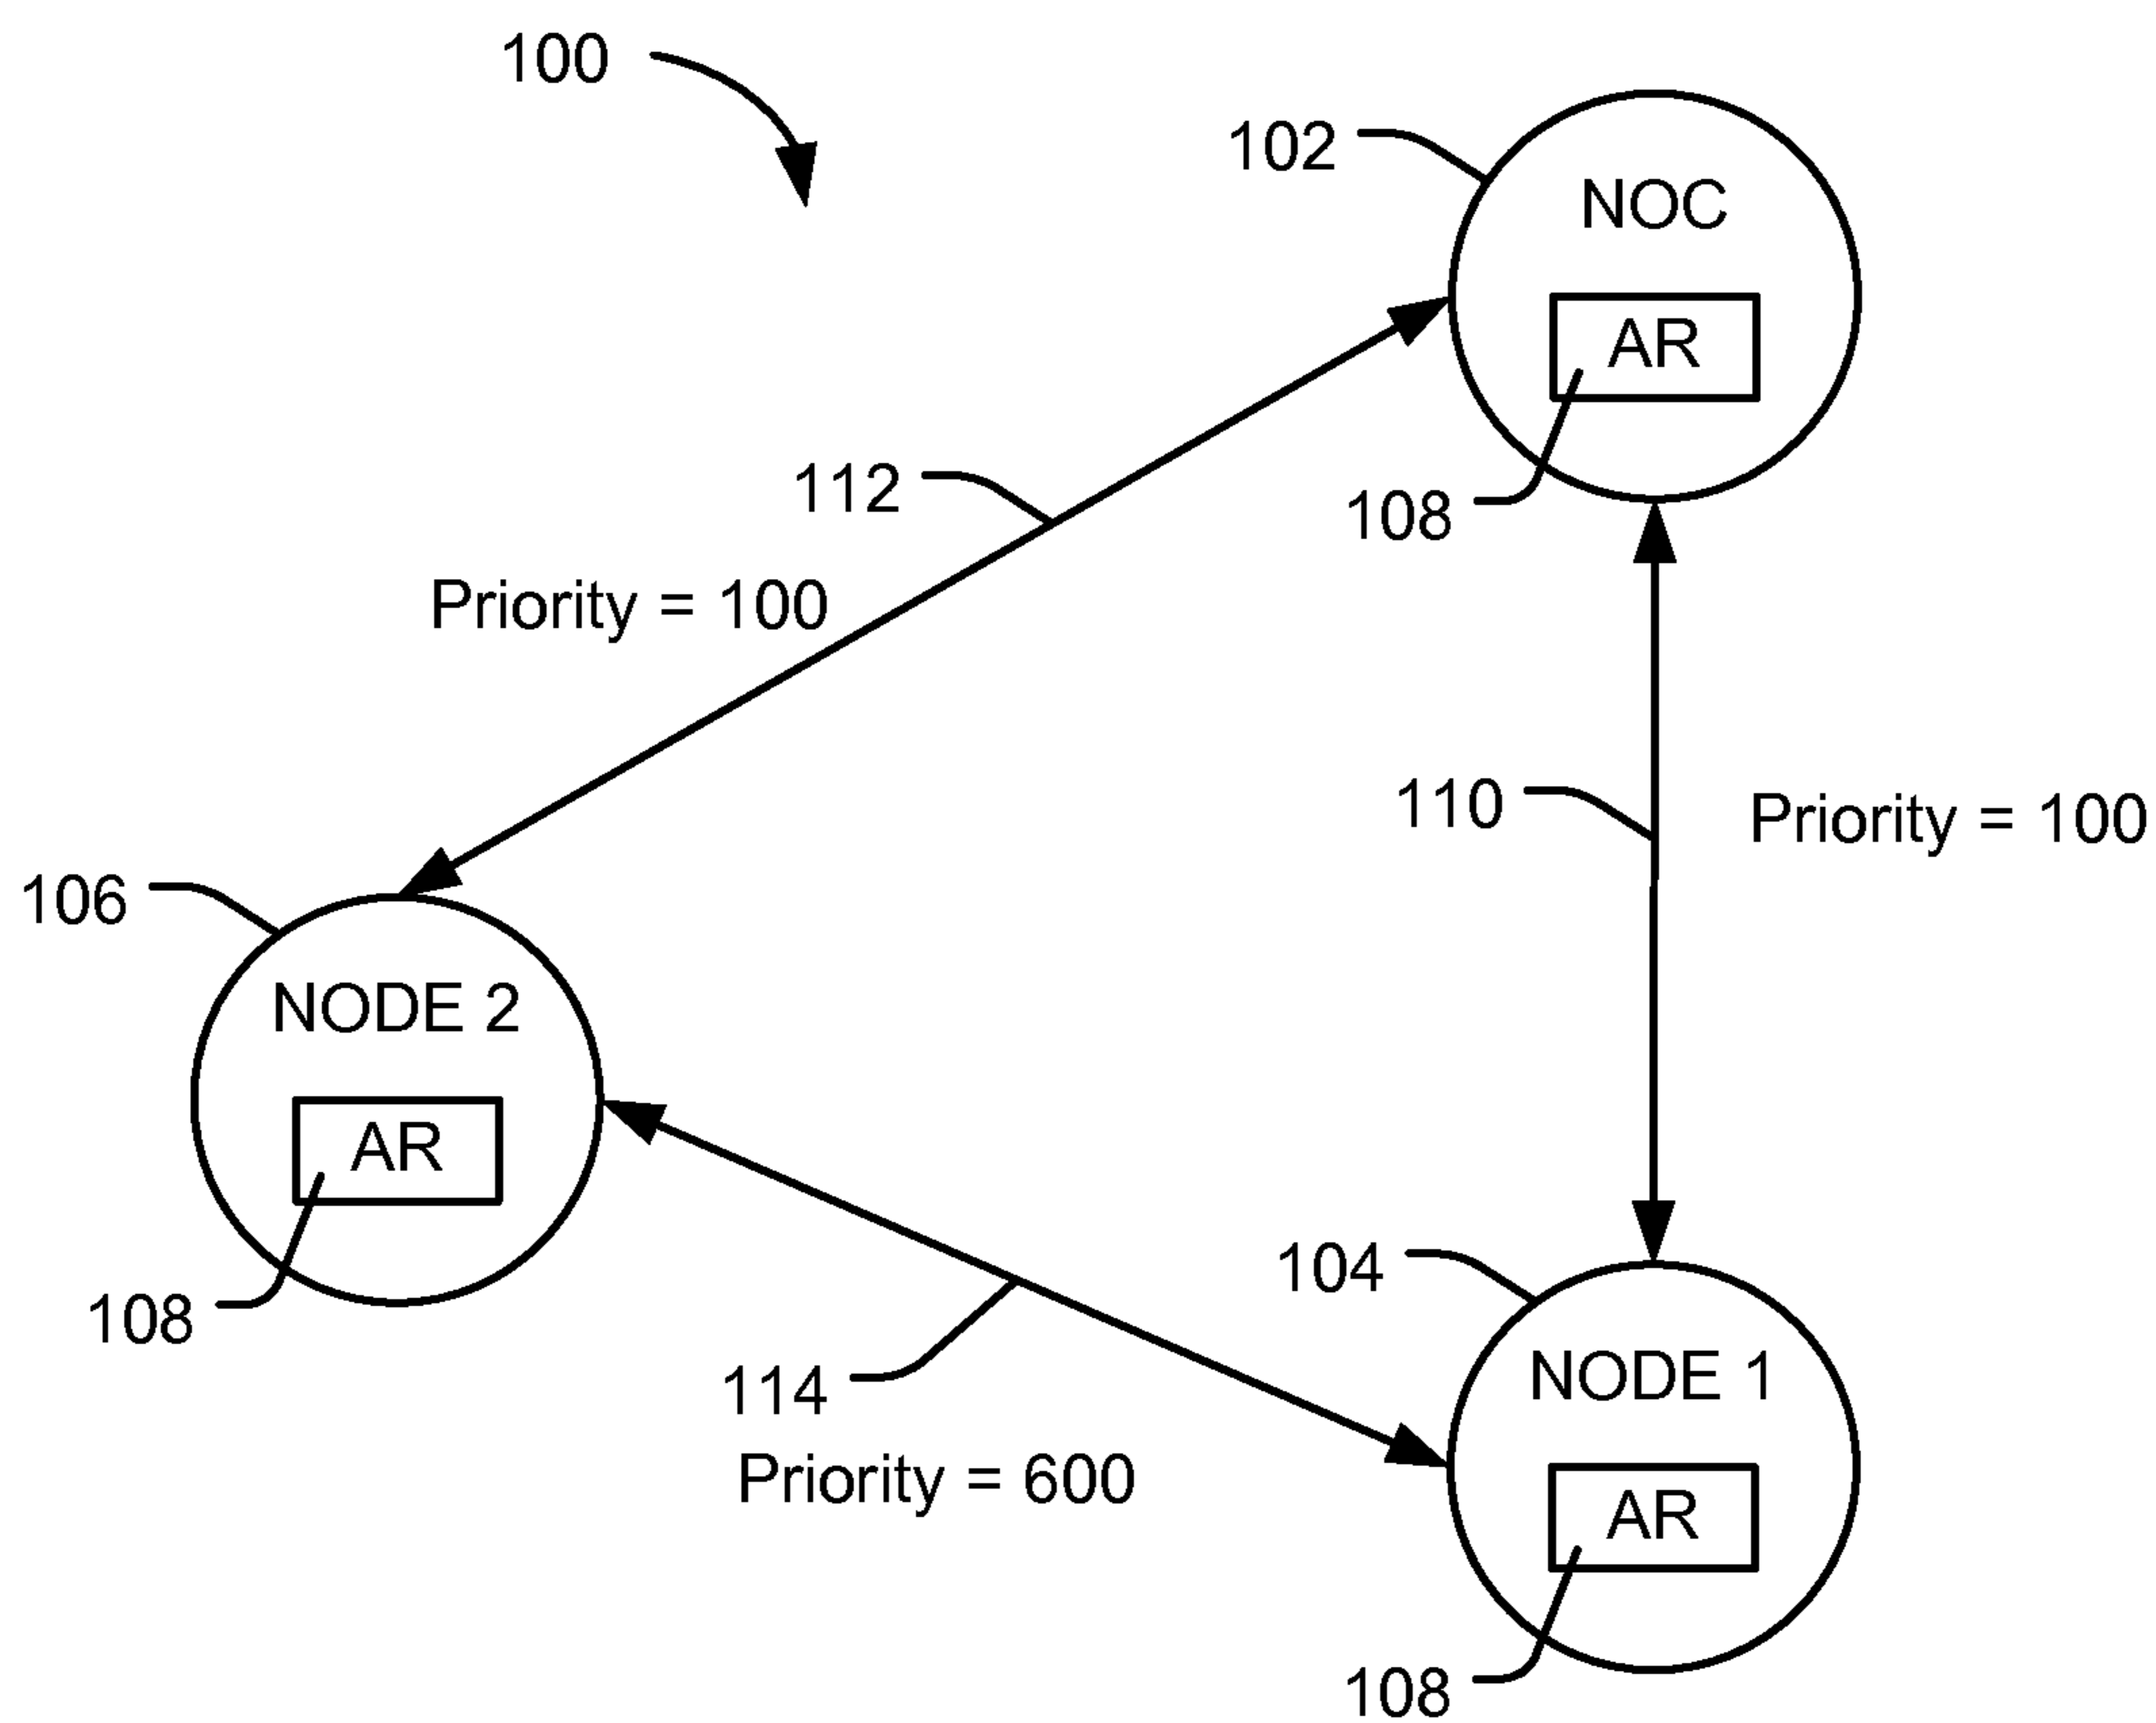 100
102
NOC
AR
108
112
Priority = 100
110
Priority = 100
106
NODE 2
AR
108
114
Priority = 600
104
NODE 1
AR
108